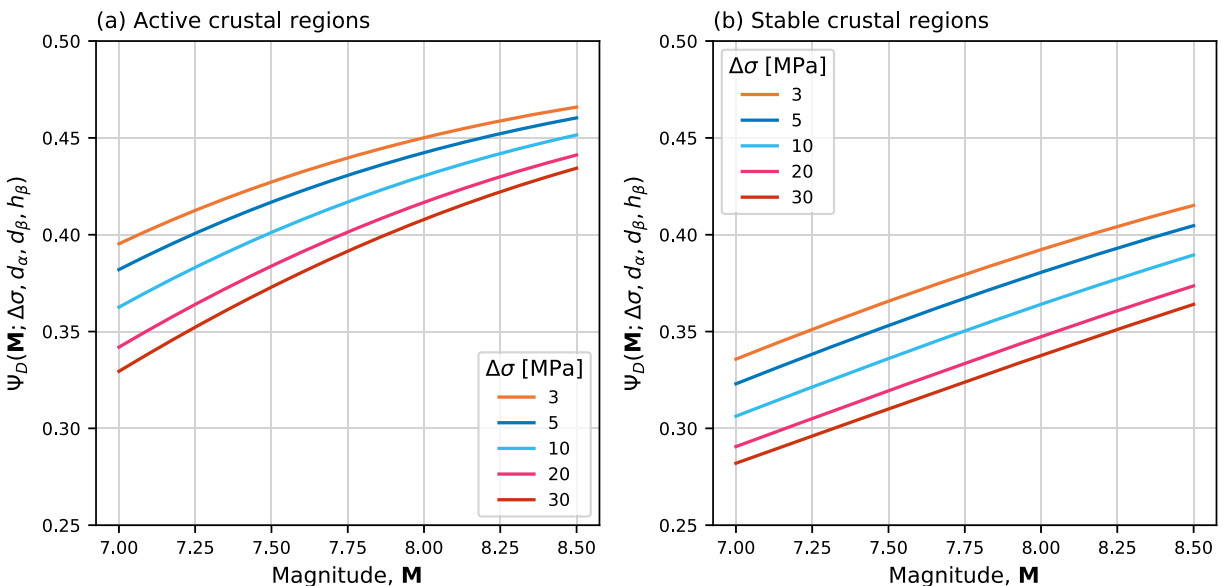 (a) Active crustal regions
Ψ_D(M; Δσ, d_α, d_β, h_β)
0.50
0.45
0.40
0.35
0.30
0.25
7.00 7.25 7.50 7.75 8.00 8.25 8.50
Magnitude, M
Δσ [MPa]
3
5
10
20
30
(b) Stable crustal regions
Ψ_D(M; Δσ, d_α, d_β, h_β)
0.50
0.45
0.40
0.35
0.30
0.25
7.00 7.25 7.50 7.75 8.00 8.25 8.50
Magnitude, M
Δσ [MPa]
3
5
10
20
30